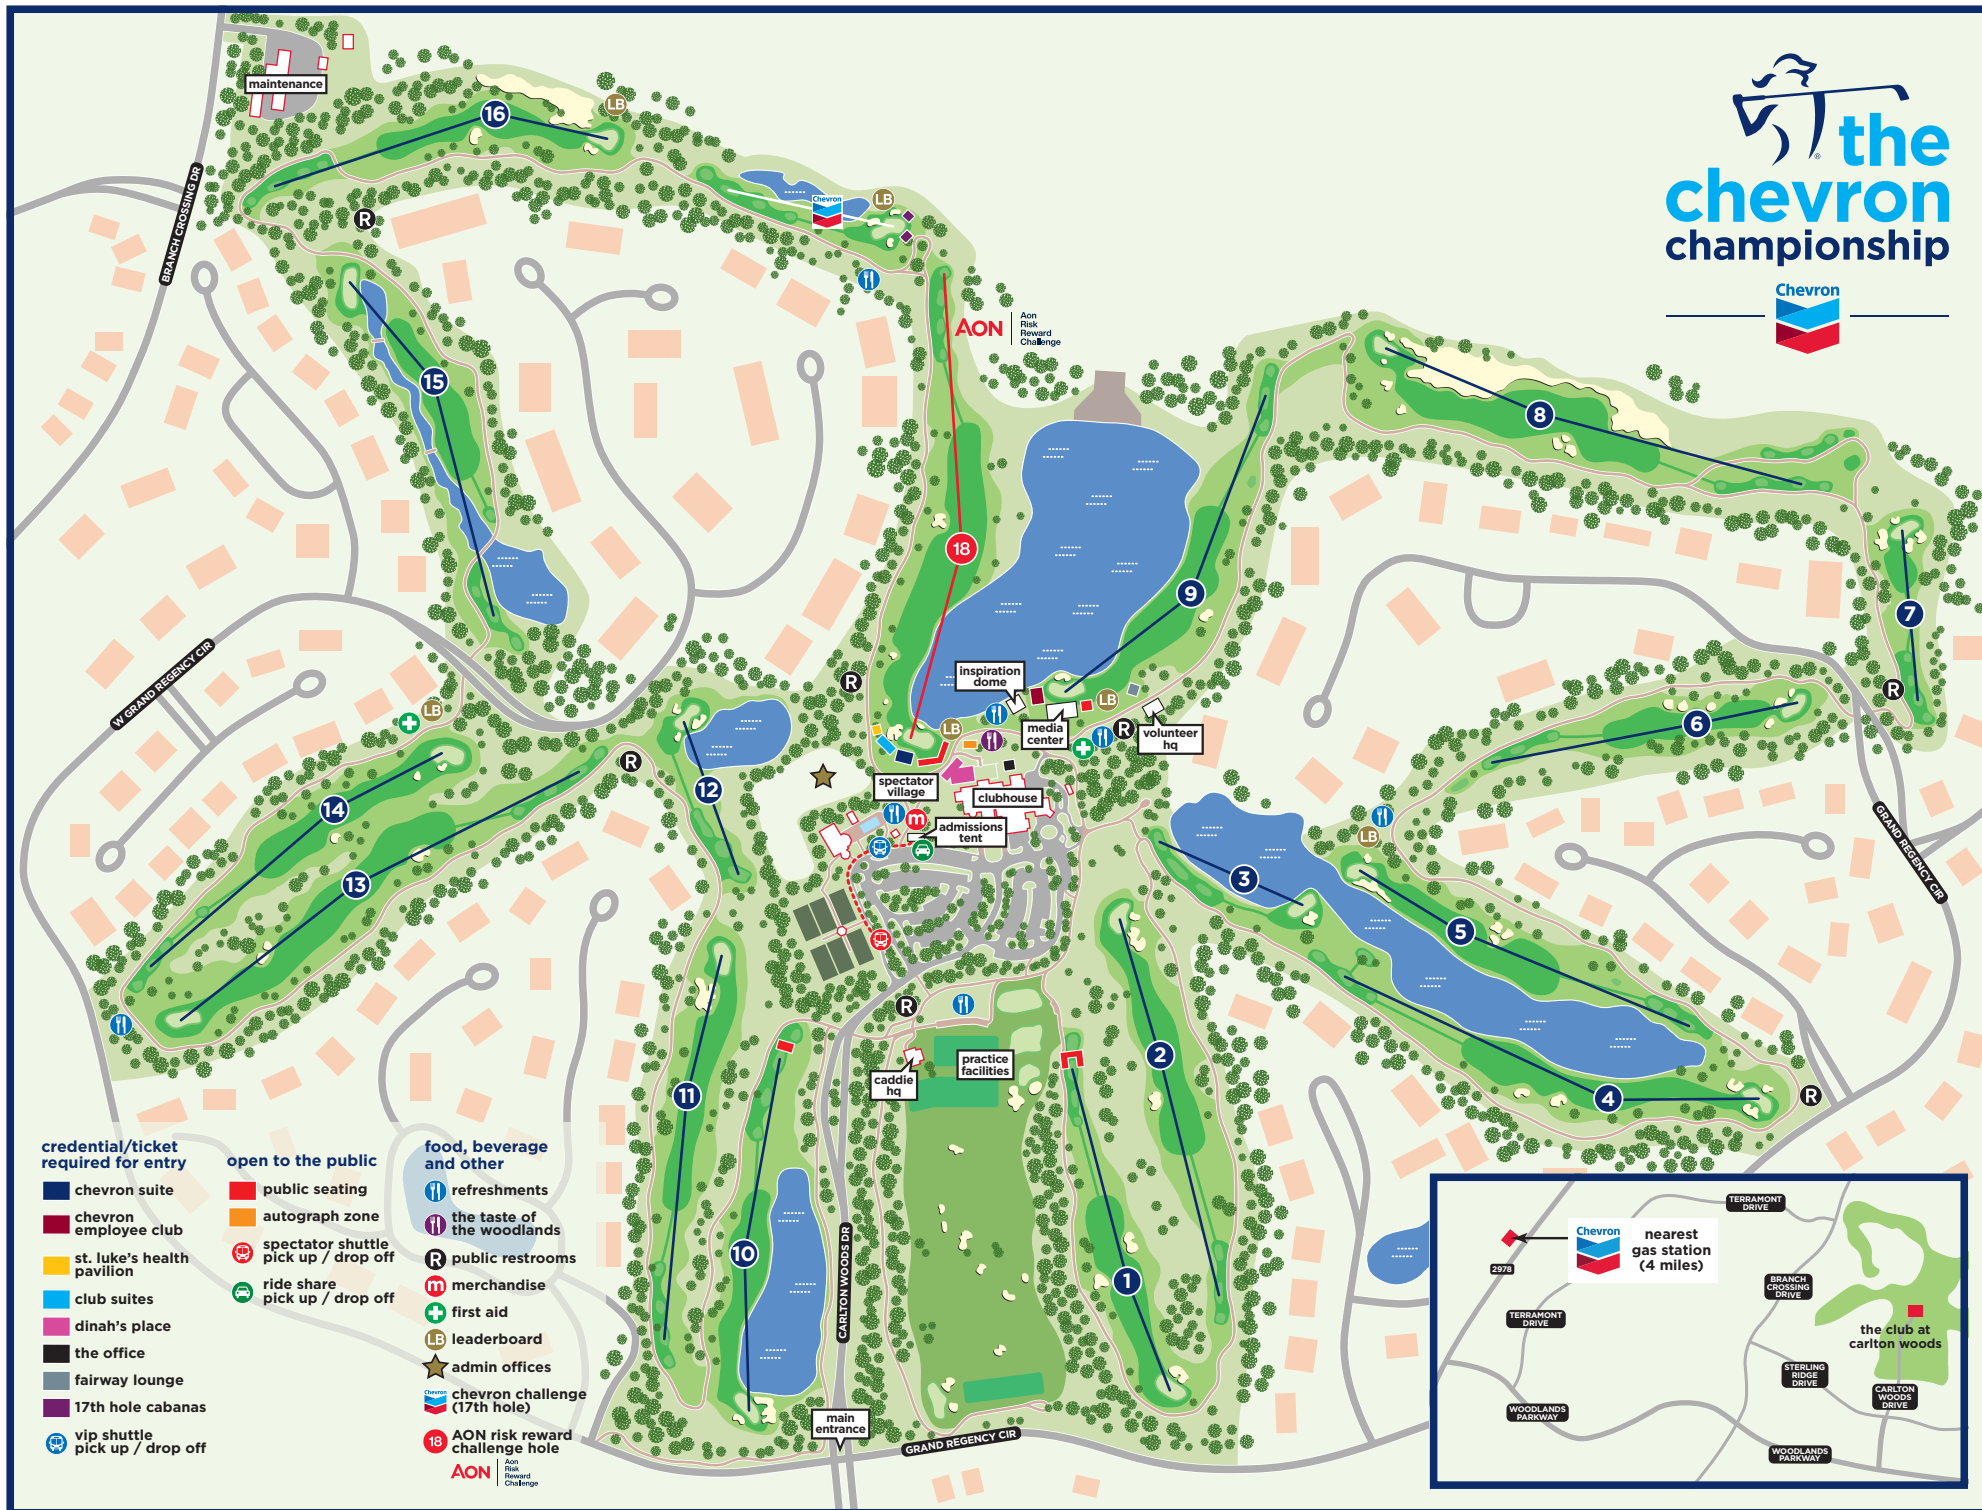 the
chevron
championship
®
Chevron
maintenance
16
LB
BRANCH CROSSING DR
R
Chevron
LB
AON
Aon
Risk
Reward
Challenge
15
8
18
9
7
W GRAND REGENCY CIR
R
inspiration
dome
LB
R
6
LB
LB
media
center
R
volunteer
hq
R
12
spectator
village
clubhouse
14
m
admissions
tent
LB
GRAND REGENCY CIR
13
3
5
R
practice
facilities
2
caddie
hq
11
4
R
10
1
CARLTON WOODS DR
main
entrance
GRAND REGENCY CIR
credential/ticket
required for entry
chevron suite
chevron
employee club
st. luke's health
pavilion
club suites
dinah's place
the office
fairway lounge
17th hole cabanas
vip shuttle
pick up / drop off
open to the public
public seating
autograph zone
spectator shuttle
pick up / drop off
ride share
pick up / drop off
food, beverage
and other
refreshments
the taste of
the woodlands
R public restrooms
m merchandise
first aid
LB leaderboard
admin offices
Chevron
chevron challenge
(17th hole)
18 AON risk reward
challenge hole
AON
Aon
Risk
Reward
Challenge
TERRAMONT
DRIVE
Chevron
nearest
gas station
(4 miles)
2978
BRANCH
CROSSING
DRIVE
TERRAMONT
DRIVE
the club at
carlton woods
STERLING
RIDGE
DRIVE
CARLTON
WOODS
DRIVE
WOODLANDS
PARKWAY
WOODLANDS
PARKWAY